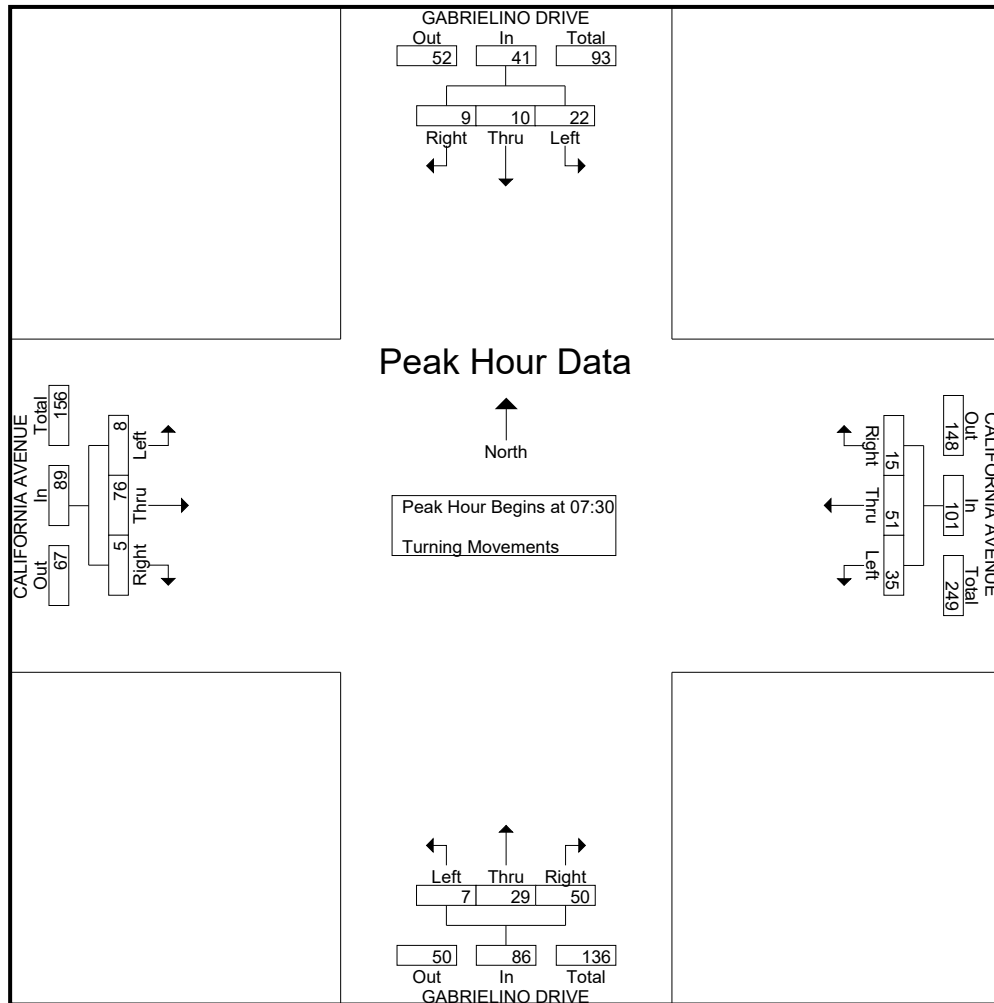 GABRIELINO DRIVE
Out In Total
52 41 93
9 10 22
Right Thru Left
Peak Hour Data
North
Peak Hour Begins at 07:30
Turning Movements
CALIFORNIA AVENUE
Total In Out
156 89 67
8 76 5
Left Thru Right
CALIFORNIA AVENUE
Out In Total
148 101 249
15 51 35
Right Thru Left
Left Thru Right
7 29 50
50 86 136
Out In Total
GABRIELINO DRIVE